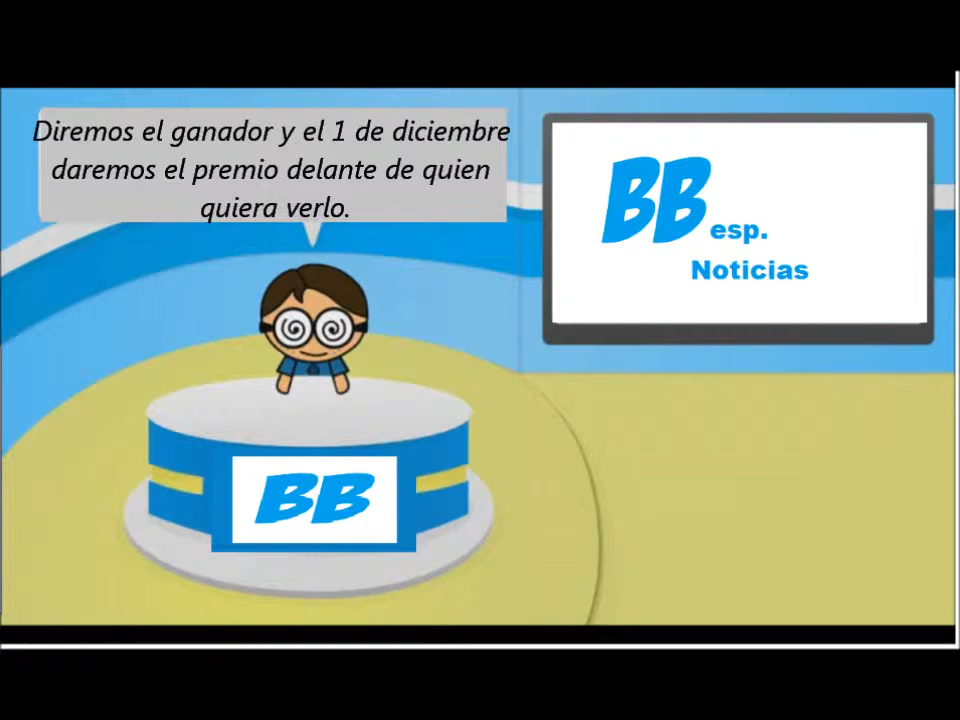 Diremos el ganador y el 1 de diciembre
daremos el premio delante de quien
quiera verlo.
BB esp.
Noticias
BB